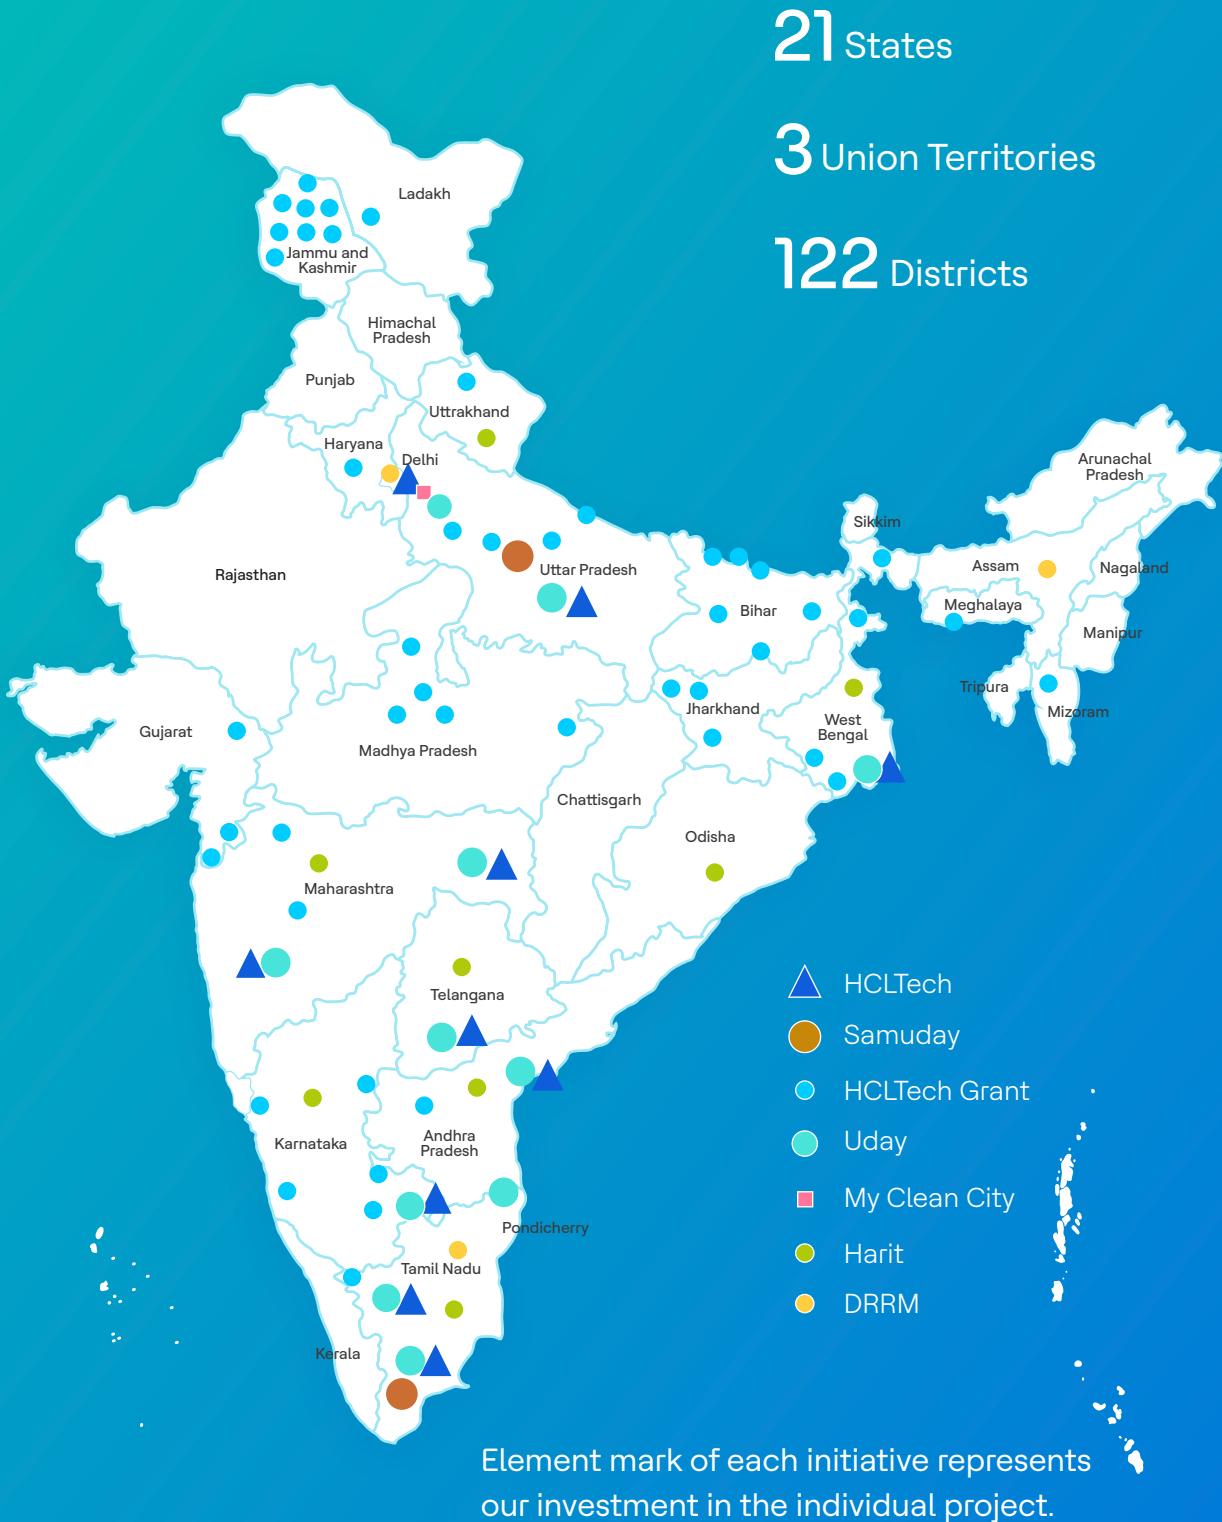 21 States
3 Union Territories
122 Districts
Ladakh
Jammu and
Kashmir
Himachal
Pradesh
Punjab
Uttrakhand
Haryana
Delhi
Arunachal
Pradesh
Sikkim
Rajasthan
Uttar Pradesh
Assam
Nagaland
Meghalaya
Bihar
Manipur
Tripura
Mizoram
Jharkhand
West
Bengal
Gujarat
Madhya Pradesh
Chattisgarh
Odisha
Maharashtra
Telangana
Karnataka
Andhra
Pradesh
Pondicherry
Tamil Nadu
Kerala
HCLTech
Samuday
HCLTech Grant
Uday
My Clean City
Harit
DRRM
Element mark of each initiative represents
our investment in the individual project.